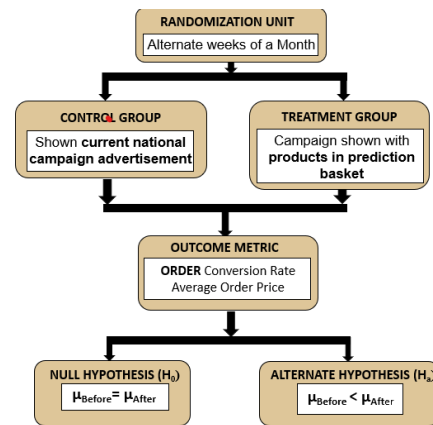 RANDOMIZATION UNIT
Alternate weeks of a Month
CONTROL GROUP
Shown current national
campaign advertisement
TREATMENT GROUP
Campaign shown with
products in prediction
basket
OUTCOME METRIC
ORDER Conversion Rate
Average Order Price
NULL HYPOTHESIS (H₀)
μBefore= μAfter
ALTERNATE HYPOTHESIS (Hₐ)
μBefore < μAfter